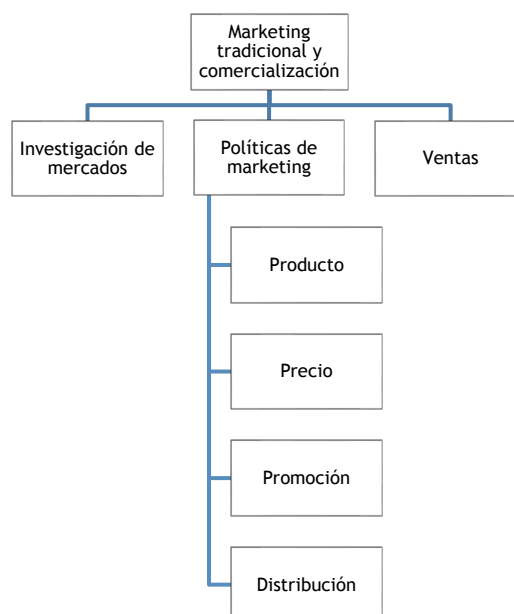 Marketing
tradicional y
comercialización
Investigación de
mercados
Políticas de
marketing
Ventas
Producto
Precio
Promoción
Distribución